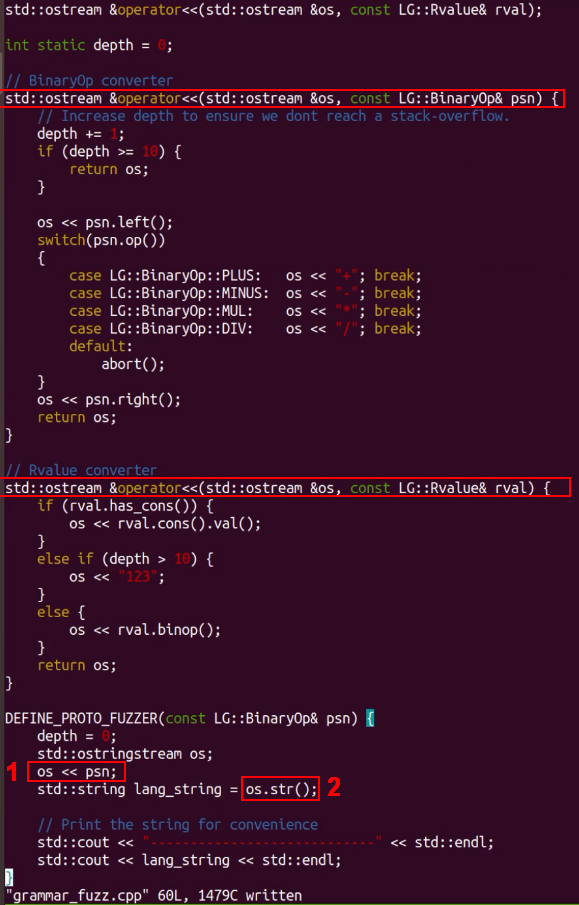 std::ostream &operator<<(std::ostream &os, const LG::Rvalue& rval);
int static depth = 0;
// BinaryOp converter
std::ostream &operator<<(std::ostream &os, const LG::BinaryOp& psn) {
    // Increase depth to ensure we dont reach a stack-overflow.
    depth += 1;
    if (depth >= 10) {
        return os;
    }
    os << psn.left();
    switch(psn.op())
    {
        case LG::BinaryOp::PLUS:   os << "+"; break;
        case LG::BinaryOp::MINUS:  os << "-"; break;
        case LG::BinaryOp::MUL:    os << "*"; break;
        case LG::BinaryOp::DIV:    os << "/"; break;
        default:
            abort();
    }
    os << psn.right();
    return os;
}
// Rvalue converter
std::ostream &operator<<(std::ostream &os, const LG::Rvalue& rval) {
    if (rval.has_cons()) {
        os << rval.cons().val();
    }
    else if (depth > 10) {
        os << "123";
    }
    else {
        os << rval.binop();
    }
    return os;
}
DEFINE_PROTO_FUZZER(const LG::BinaryOp& psn) {
    depth = 0;
    std::ostringstream os;
1   os << psn;
    std::string lang_string = os.str(); 2
    // Print the string for convenience
    std::cout << "----------------------------" << std::endl;
    std::cout << lang_string << std::endl;
}
"grammar_fuzz.cpp" 60L, 1479C written